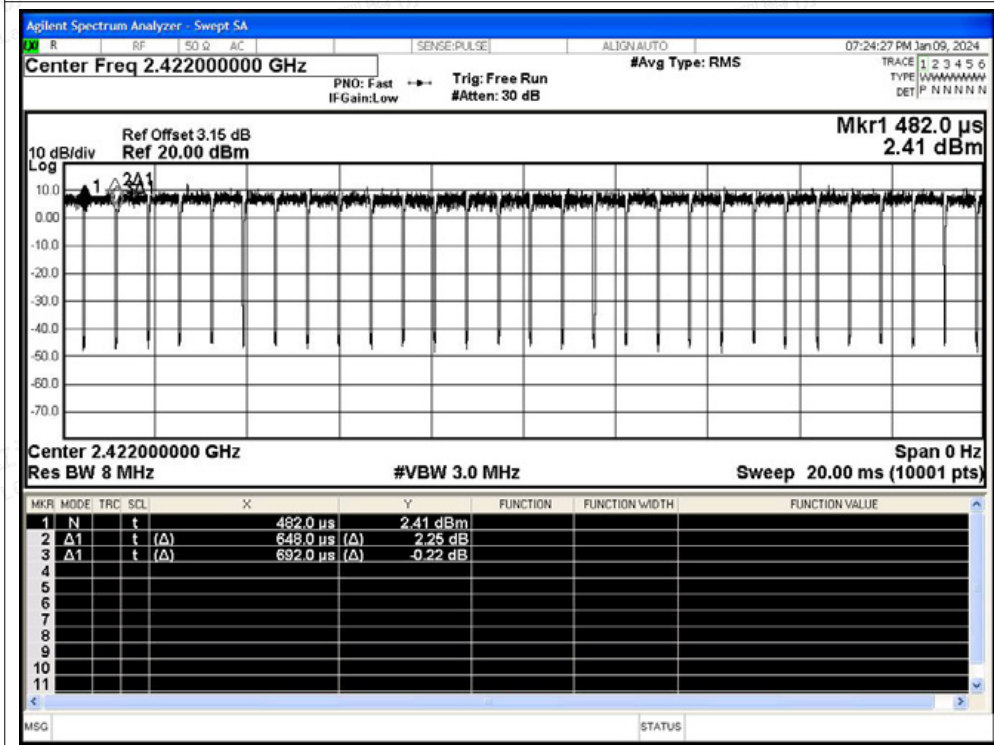 Agilent Spectrum Analyzer - Swept SA
R RF 50 Ω AC SENSE:PULSE ALIGN AUTO 07:24:27 PM Jan 09, 2024
Center Freq 2.422000000 GHz #Avg Type: RMS TRACE 1 2 3 4 5 6
PNO: Fast Trig: Free Run TYPE WWWWWW
IFGain:Low #Atten: 30 dB DET P N N N N N
Mkr1 482.0 µs
Ref Offset 3.15 dB
10 dB/div Ref 20.00 dBm 2.41 dBm
Log
1 3Δ1
10.0
0.00
-10.0
-20.0
-30.0
-40.0
-50.0
-60.0
-70.0
Center 2.422000000 GHz Span 0 Hz
Res BW 8 MHz #VBW 3.0 MHz Sweep 20.00 ms (10001 pts)
MKR MODE TRC SCL X Y FUNCTION FUNCTION WIDTH FUNCTION VALUE
1 N t 482.0 µs 2.41 dBm
2 Δ1 t (Δ) 648.0 µs (Δ) 2.25 dB
3 Δ1 t (Δ) 692.0 µs (Δ) -0.22 dB
4
5
6
7
8
9
10
11
MSG STATUS